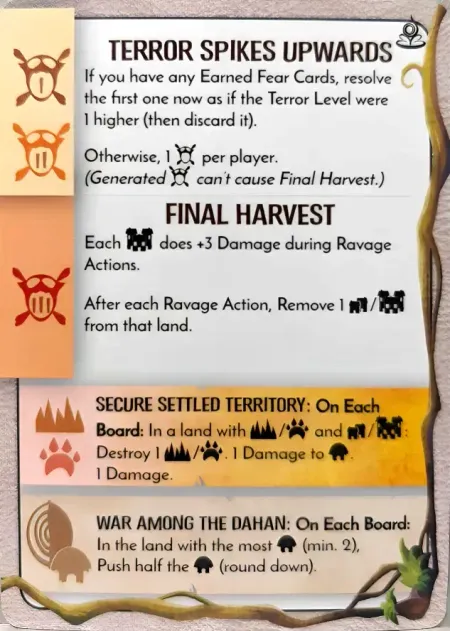 TERROR SPIKES UPWARDS
If you have any Earned Fear Cards, resolve
the first one now as if the Terror Level were
1 higher (then discard it).
I
II
Otherwise, 1 per player.
(Generated can't cause Final Harvest.)
FINAL HARVEST
Each does +3 Damage during Ravage
Actions.
III
After each Ravage Action, Remove 1 /
from that land.
SECURE SETTLED TERRITORY: On Each
Board: In a land with / and / :
Destroy 1 / . 1 Damage to .
1 Damage.
WAR AMONG THE DAHAN: On Each Board:
In the land with the most (min. 2),
Push half the (round down).